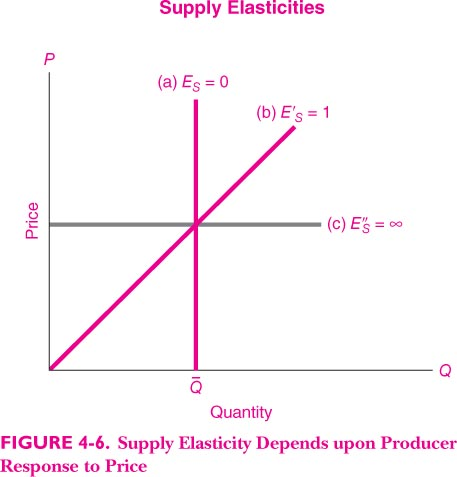 Supply Elasticities
P
(a) E_S = 0
(b) E'_S = 1
(c) E''_S = ∞
Price
Q̄
Q
Quantity
FIGURE 4-6. Supply Elasticity Depends upon Producer
Response to Price